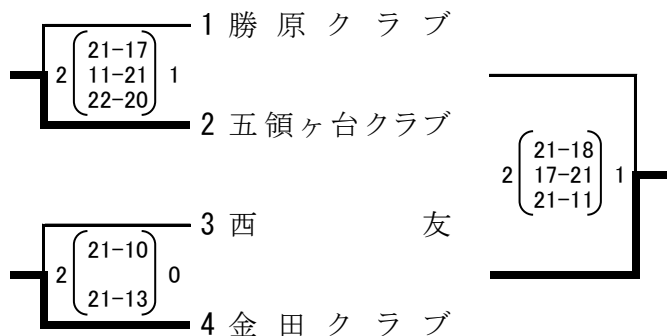 1 勝原クラブ
2 ( 21-17 11-21 22-20 ) 1
2 五領ヶ台クラブ
2 ( 21-18 17-21 21-11 ) 1
3 西友
2 ( 21-10 21-13 ) 0
4 金田クラブ